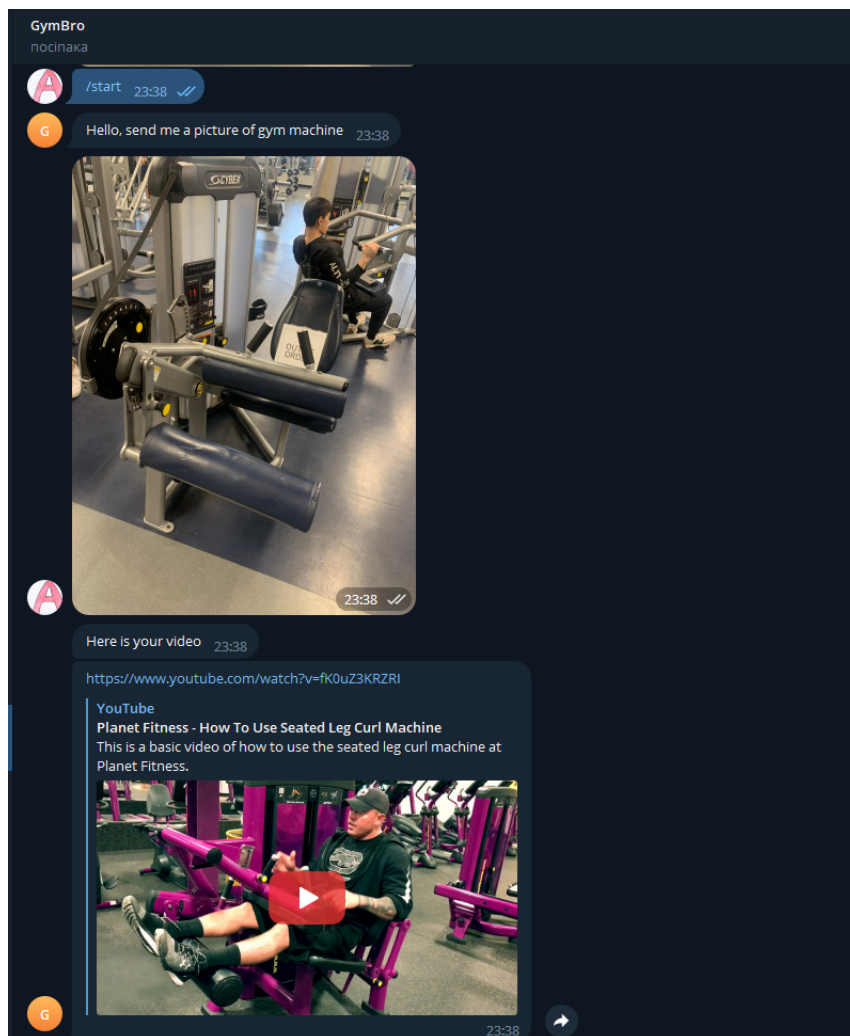 GymBro
посіпака
/start 23:38
G
Hello, send me a picture of gym machine 23:38
CYBEX
OUT
ORDE
23:38
Here is your video 23:38
https://www.youtube.com/watch?v=fK0uZ3KRZRI
YouTube
Planet Fitness - How To Use Seated Leg Curl Machine
This is a basic video of how to use the seated leg curl machine at
Planet Fitness.
G
23:38